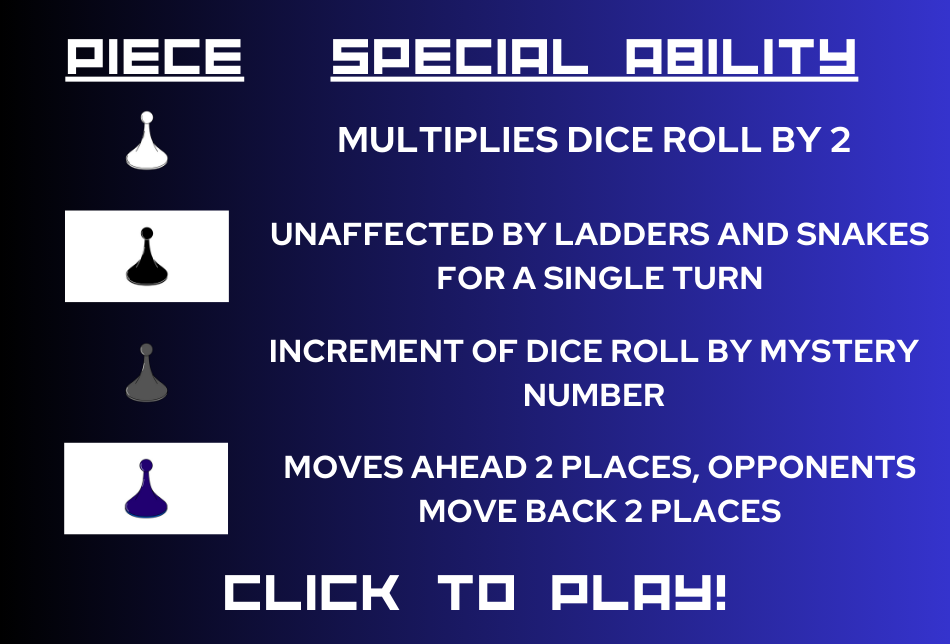 PIECE SPECIAL ABILITY
MULTIPLIES DICE ROLL BY 2
UNAFFECTED BY LADDERS AND SNAKES
FOR A SINGLE TURN
INCREMENT OF DICE ROLL BY MYSTERY
NUMBER
MOVES AHEAD 2 PLACES, OPPONENTS
MOVE BACK 2 PLACES
CLICK TO PLAY!